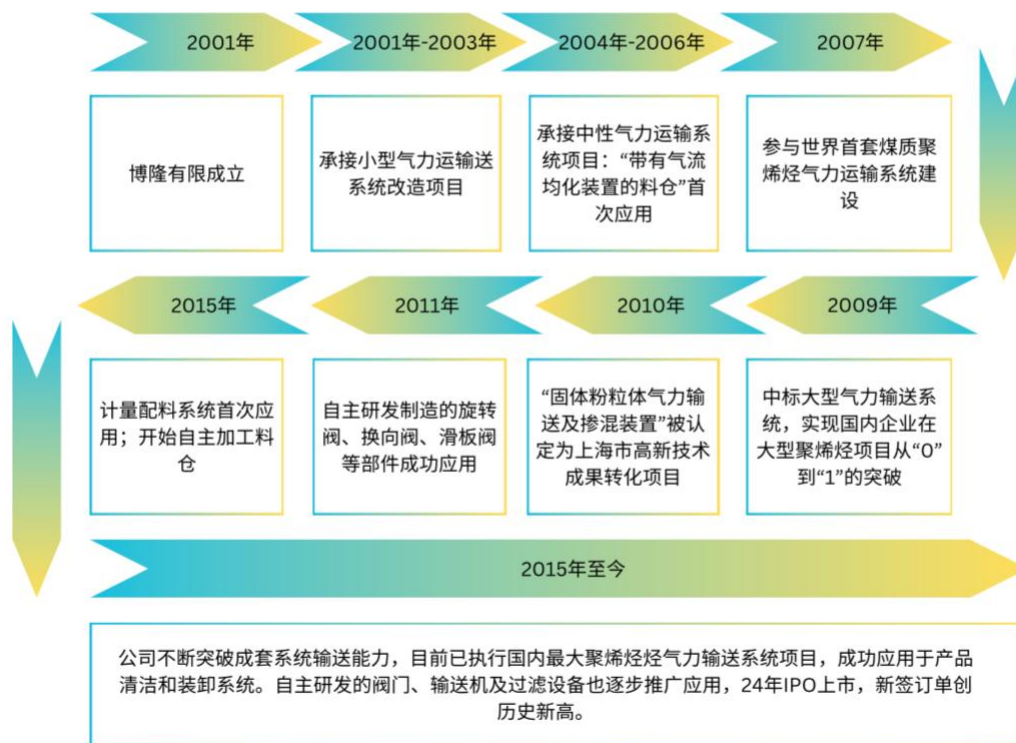 2001年
2001年-2003年
2004年-2006年
2007年
博隆有限成立
承接小型气力运输送
系统改造项目
承接中性气力运输系
统项目：“带有气流
均化装置的料仓”首
次应用
参与世界首套煤质聚
烯烃气力运输系统建
设
2009年
2010年
2011年
2015年
中标大型气力输送系
统，实现国内企业在
大型聚烯烃项目从“0”
到“1”的突破
“固体粉粒体气力输
送及掺混装置”被认
定为上海市高新技术
成果转化项目
自主研发制造的旋转
阀、换向阀、滑板阀
等部件成功应用
计量配料系统首次应
用；开始自主加工料
仓
2015年至今
公司不断突破成套系统输送能力，目前已执行国内最大聚烯烃烃气力输送系统项目，成功应用于产品
清洁和装卸系统。自主研发的阀门、输送机及过滤设备也逐步推广应用，24年IPO上市，新签订单创
历史新高。